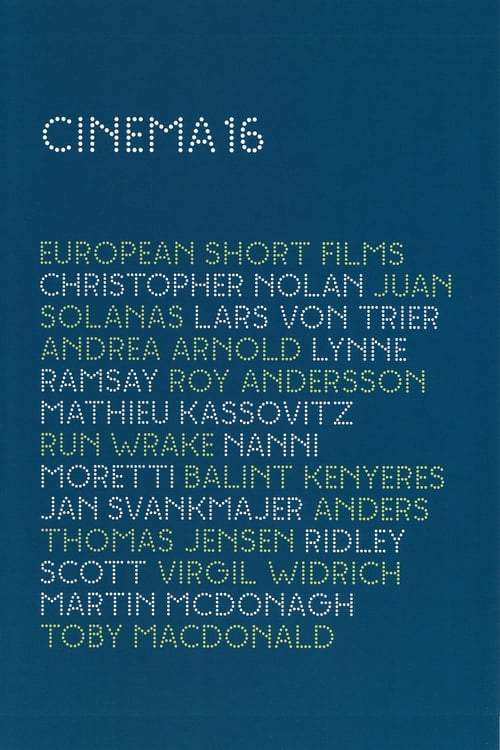 CINEMA16
EUROPEAN SHORT FILMS
CHRISTOPHER NOLAN JUAN
SOLANAS LARS VON TRIER
ANDREA ARNOLD LYNNE
RAMSAY ROY ANDERSSON
MATHIEU KASSOVITZ
RUN WRAKE NANNI
MORETTI BALINT KENYERES
JAN SVANKMAJER ANDERS
THOMAS JENSEN RIDLEY
SCOTT VIRGIL WIDRICH
MARTIN MCDONAGH
TOBY MACDONALD